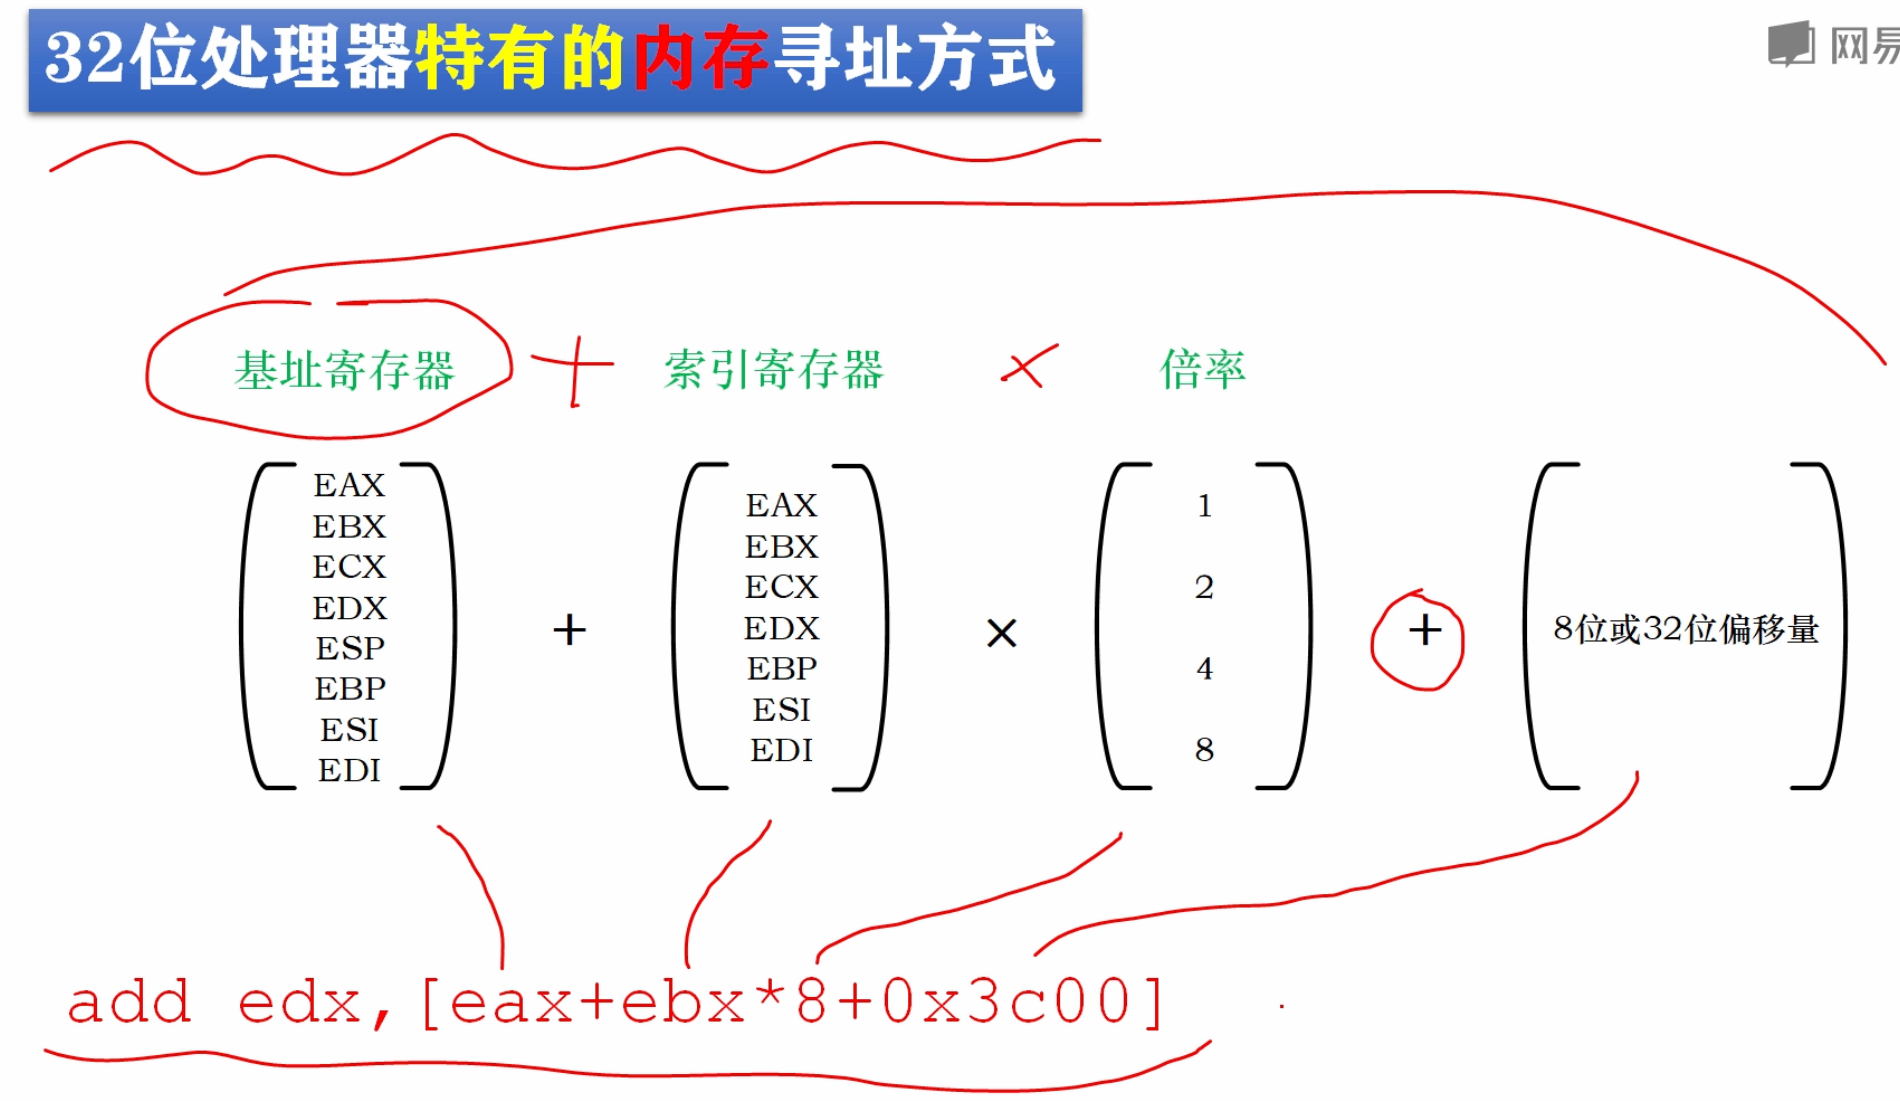 32位处理器特有的内存寻址方式
网易
基址寄存器 + 索引寄存器 × 倍率
EAX
EBX
ECX
EDX
ESP
EBP
ESI
EDI
+
EAX
EBX
ECX
EDX
EBP
ESI
EDI
×
1
2
4
8
+
8位或32位偏移量
add edx,[eax+ebx*8+0x3c00]